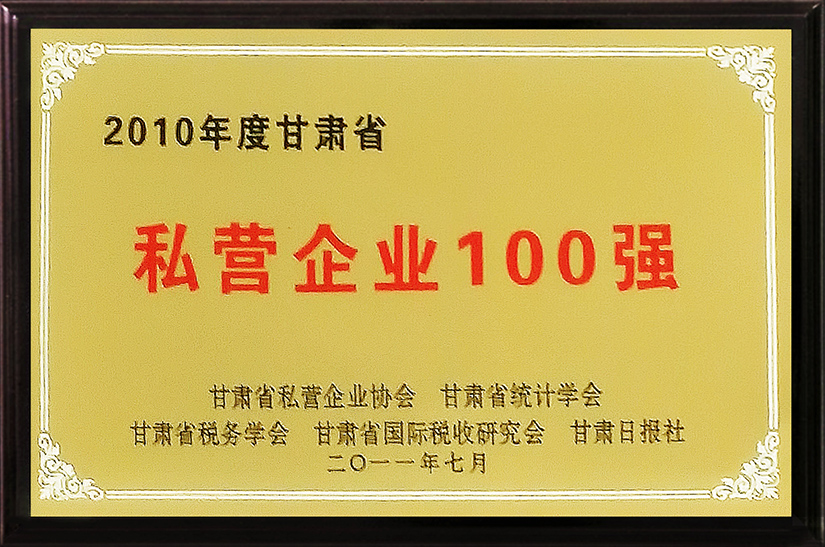 2010年度甘肃省
私营企业100强
甘肃省私营企业协会 甘肃省统计学会
甘肃省税务学会 甘肃省国际税收研究会 甘肃日报社
二〇一一年七月